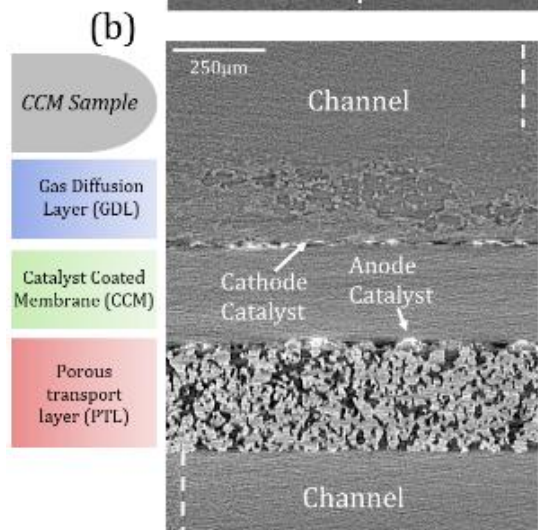 (b)
250μm
CCM Sample
Channel
Gas Diffusion
Layer (GDL)
Cathode
Catalyst
Anode
Catalyst
Catalyst Coated
Membrane (CCM)
Porous
transport
layer (PTL)
Channel